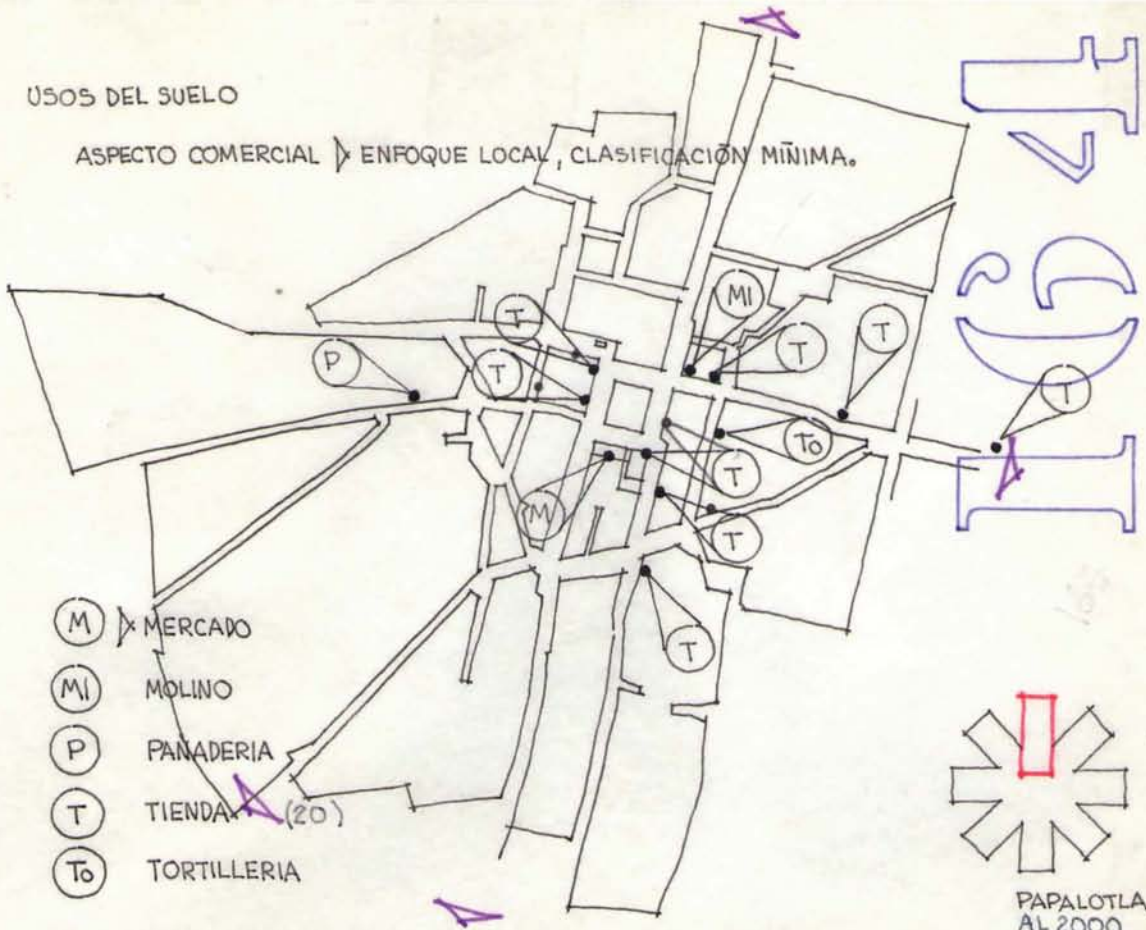 USOS DEL SUELO
ASPECTO COMERCIAL ▷ ENFOQUE LOCAL, CLASIFICACIÓN MÍNIMA.
MI
T
T
T
P
T
T
To
T
M
T
T
M ▷ MERCADO
MI MOLINO
P PANADERIA
T TIENDA (20)
To TORTILLERIA
PAPALOTLA
AL 2000